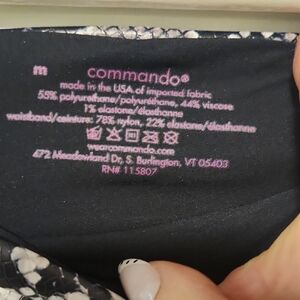 m commando®
made in the USA of imported fabric
55% polyurethane/polyuréthane, 44% viscose
1% elastane/élasthanne
waistband/ceinture: 78% nylon, 22% elastane/élasthanne
wearcommando.com
472 Meadowland Dr, S. Burlington, VT 05403
RN# 115807